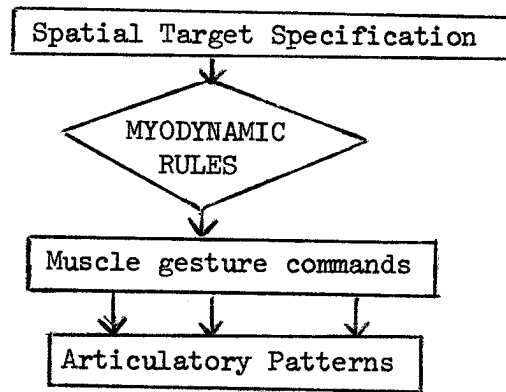 Spatial Target Specification
MYODYNAMIC
RULES
Muscle gesture commands
Articulatory Patterns